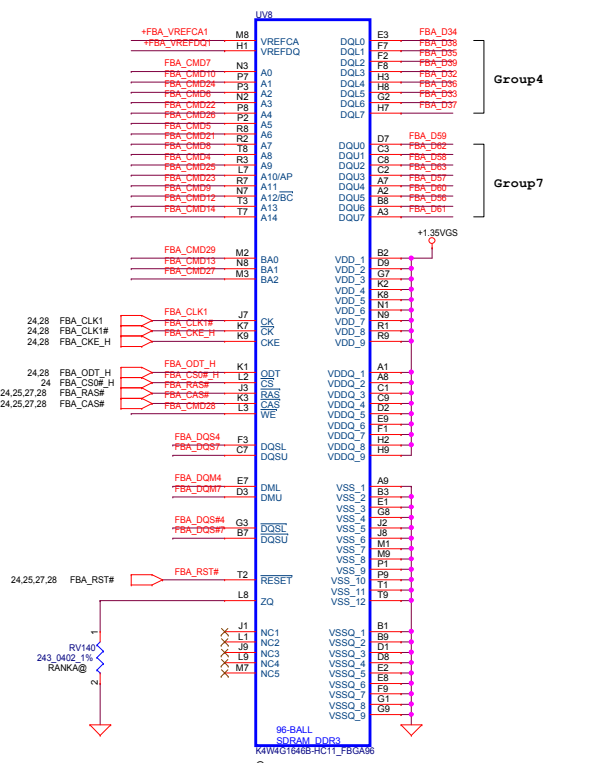 UV8
+FBA_VREFCA1 M8 VREFCA
+FBA_VREFDQ1 H1 VREFDQ
FBA_CMD7 N3 A0
FBA_CMD10 P7 A1
FBA_CMD24 P3 A2
FBA_CMD6 N2 A3
FBA_CMD22 P8 A4
FBA_CMD26 P2 A5
FBA_CMD5 R8 A6
FBA_CMD21 R2 A7
FBA_CMD8 T8 A8
FBA_CMD4 R3 A9
FBA_CMD25 L7 A10/AP
FBA_CMD23 R7 A11
FBA_CMD9 N7 A12/BC
FBA_CMD12 T3 A13
FBA_CMD14 T7 A14
FBA_CMD29 M2 BA0
FBA_CMD13 N8 BA1
FBA_CMD27 M3 BA2
24,28 FBA_CLK1 FBA_CLK1 J7 CK
24,28 FBA_CLK1# FBA_CLK1# K7 CK
24,28 FBA_CKE_H FBA_CKE_H K9 CKE
24,28 FBA_ODT_H FBA_ODT_H K1 ODT
24 FBA_CS0#_H FBA_CS0#_H L2 CS
24,25,27,28 FBA_RAS# FBA_RAS# J3 RAS
24,25,27,28 FBA_CAS# FBA_CAS# K3 CAS
FBA_CMD28 L3 WE
FBA_DQS4 F3 DQSL
FBA_DQS7 C7 DQSU
FBA_DQM4 E7 DML
FBA_DQM7 D3 DMU
FBA_DQS#4 G3 DQSL
FBA_DQS#7 B7 DQSU
24,25,27,28 FBA_RST# FBA_RST# T2 RESET
L8 ZQ
1
RV140
243_0402_1%
RANKA@
2
J1 NC1
L1 NC2
J9 NC3
L9 NC4
M7 NC5
DQL0 E3 FBA_D34
DQL1 F7 FBA_D38
DQL2 F2 FBA_D35
DQL3 F8 FBA_D39
DQL4 H3 FBA_D32
DQL5 H8 FBA_D36
DQL6 G2 FBA_D33
DQL7 H7 FBA_D37
Group4
DQU0 D7 FBA_D59
DQU1 C3 FBA_D62
DQU2 C8 FBA_D58
DQU3 C2 FBA_D63
DQU4 A7 FBA_D57
DQU5 A2 FBA_D60
DQU6 B8 FBA_D56
DQU7 A3 FBA_D61
Group7
+1.35VGS
VDD_1 B2
VDD_2 D9
VDD_3 G7
VDD_4 K2
VDD_5 K8
VDD_6 N1
VDD_7 N9
VDD_8 R1
VDD_9 R9
VDDQ_1 A1
VDDQ_2 A8
VDDQ_3 C1
VDDQ_4 C9
VDDQ_5 D2
VDDQ_6 E9
VDDQ_7 F1
VDDQ_8 H2
VDDQ_9 H9
VSS_1 A9
VSS_2 B3
VSS_3 E1
VSS_4 G8
VSS_5 J2
VSS_6 J8
VSS_7 M1
VSS_8 M9
VSS_9 P1
VSS_10 P9
VSS_11 T1
VSS_12 T9
VSSQ_1 B1
VSSQ_2 B9
VSSQ_3 D1
VSSQ_4 D8
VSSQ_5 E2
VSSQ_6 E8
VSSQ_7 F9
VSSQ_8 G1
VSSQ_9 G9
96-BALL
SDRAM_DDR3
K4W4G1646B-HC11_FBGA96